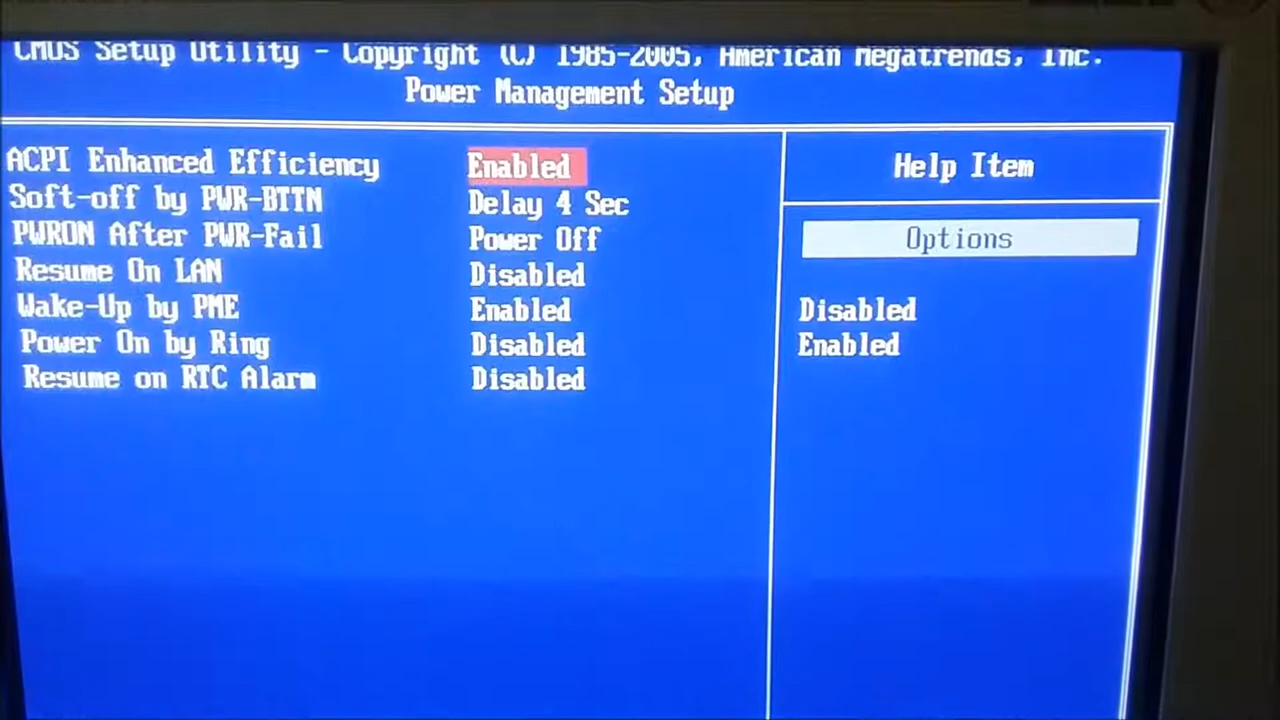 CMOS Setup Utility - Copyright (C) 1985-2005, American Megatrends, Inc.
Power Management Setup
ACPI Enhanced Efficiency Enabled
Soft-off by PWR-BTTN Delay 4 Sec
PWRON After PWR-Fail Power Off
Resume On LAN Disabled
Wake-Up by PME Enabled
Power On by Ring Disabled
Resume on RTC Alarm Disabled
Help Item
Options
Disabled
Enabled